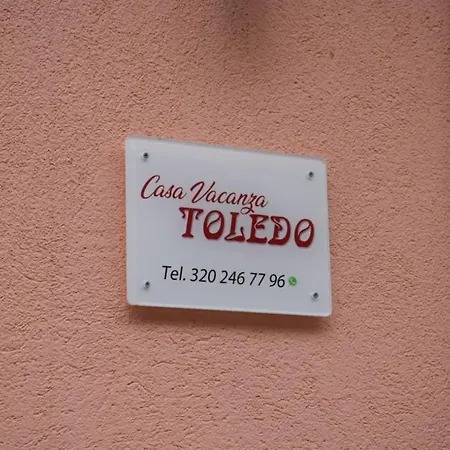 Casa Vacanza
TOLEDO
Tel. 320 246 77 96